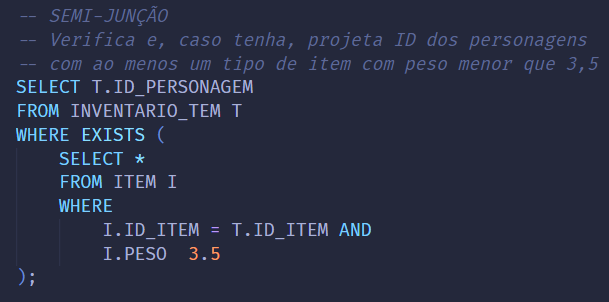 -- SEMI-JUNÇÃO
-- Verifica e, caso tenha, projeta ID dos personagens
-- com ao menos um tipo de item com peso menor que 3,5
SELECT T.ID_PERSONAGEM
FROM INVENTARIO_TEM T
WHERE EXISTS (
    SELECT *
    FROM ITEM I
    WHERE
        I.ID_ITEM = T.ID_ITEM AND
        I.PESO  3.5
);